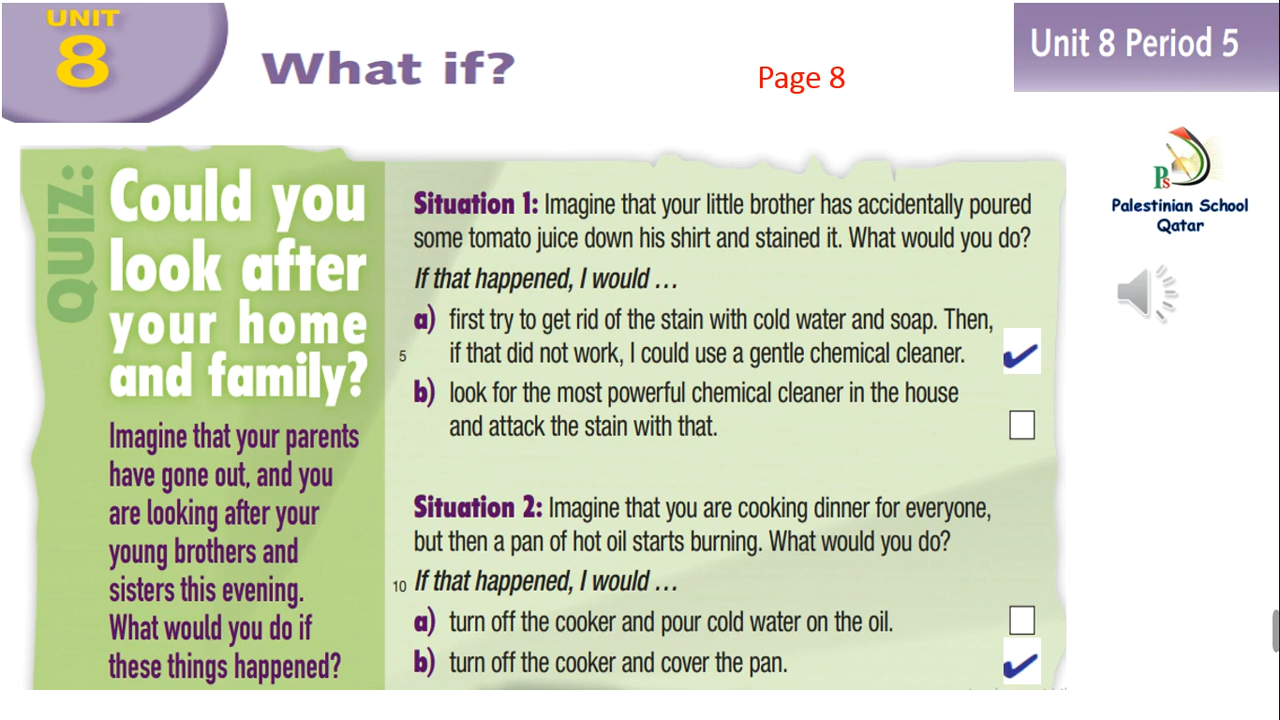 UNIT
8
What if?
Page 8
Unit 8 Period 5
Ps
Palestinian School
Qatar
QUIZ:
Could you
look after
your home
and family?
Imagine that your parents
have gone out, and you
are looking after your
young brothers and
sisters this evening.
What would you do if
these things happened?
Situation 1: Imagine that your little brother has accidentally poured
some tomato juice down his shirt and stained it. What would you do?
If that happened, I would …
a) first try to get rid of the stain with cold water and soap. Then,
5 if that did not work, I could use a gentle chemical cleaner.
b) look for the most powerful chemical cleaner in the house
and attack the stain with that.
Situation 2: Imagine that you are cooking dinner for everyone,
but then a pan of hot oil starts burning. What would you do?
10 If that happened, I would …
a) turn off the cooker and pour cold water on the oil.
b) turn off the cooker and cover the pan.